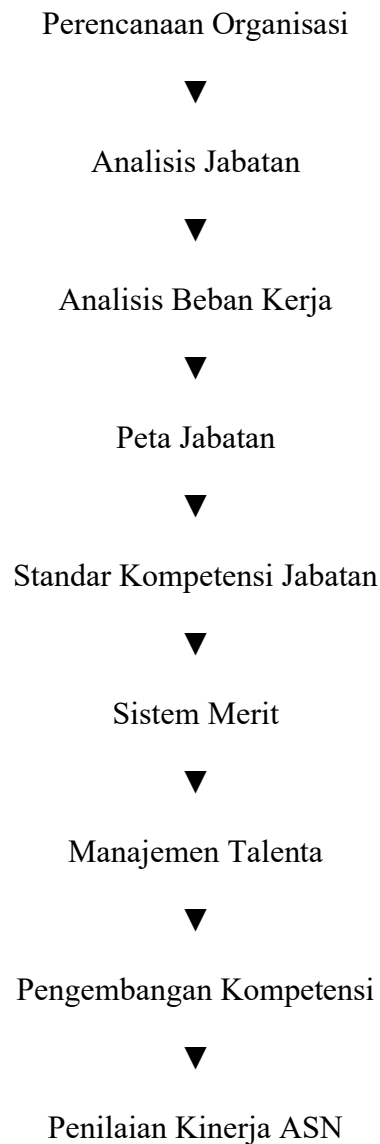 Perencanaan Organisasi
▼
Analisis Jabatan
▼
Analisis Beban Kerja
▼
Peta Jabatan
▼
Standar Kompetensi Jabatan
▼
Sistem Merit
▼
Manajemen Talenta
▼
Pengembangan Kompetensi
▼
Penilaian Kinerja ASN